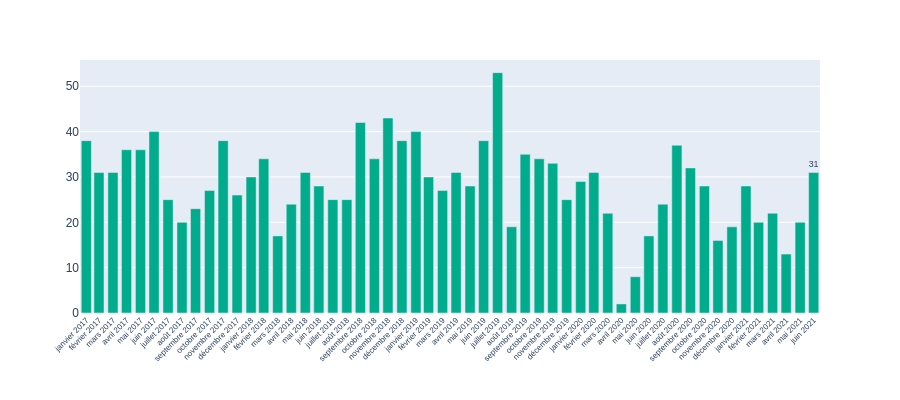 50
40
31
30
20
10
0
janvier 2017
février 2017
mars 2017
avril 2017
mai 2017
juin 2017
juillet 2017
août 2017
septembre 2017
octobre 2017
novembre 2017
décembre 2017
janvier 2018
février 2018
mars 2018
avril 2018
mai 2018
juin 2018
juillet 2018
août 2018
septembre 2018
octobre 2018
novembre 2018
décembre 2018
janvier 2019
février 2019
mars 2019
avril 2019
mai 2019
juin 2019
juillet 2019
août 2019
septembre 2019
octobre 2019
novembre 2019
décembre 2019
janvier 2020
février 2020
mars 2020
avril 2020
mai 2020
juin 2020
juillet 2020
août 2020
septembre 2020
octobre 2020
novembre 2020
décembre 2020
janvier 2021
février 2021
mars 2021
avril 2021
mai 2021
juin 2021